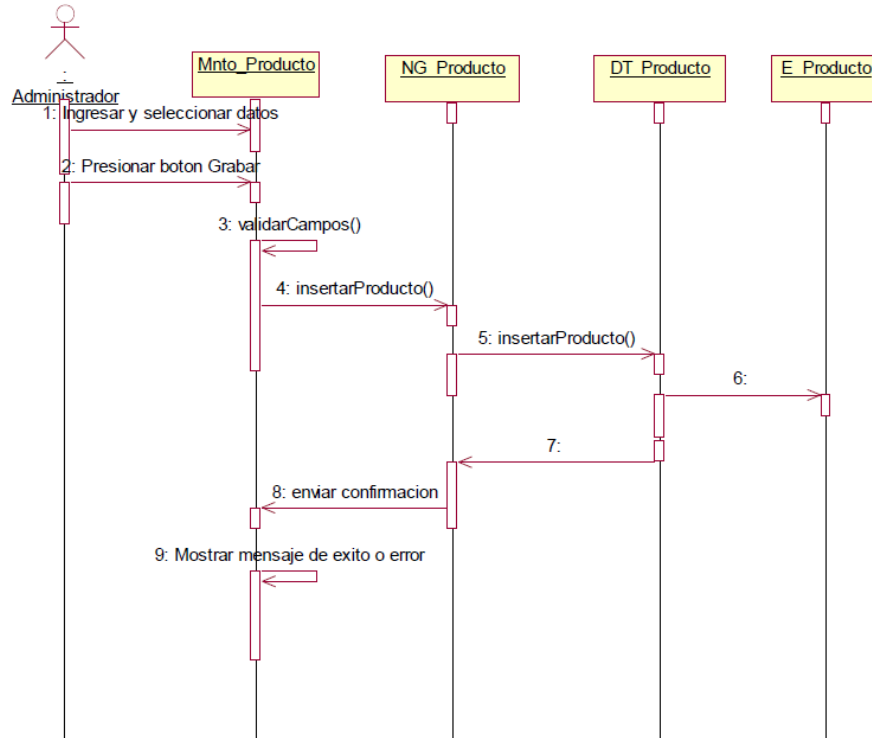 Mnto_Producto
NG_Producto
DT_Producto
E_Producto
:
Administrador
1: Ingresar y seleccionar datos
2: Presionar boton Grabar
3: validarCampos()
4: insertarProducto()
5: insertarProducto()
6:
7:
8: enviar confirmacion
9: Mostrar mensaje de exito o error